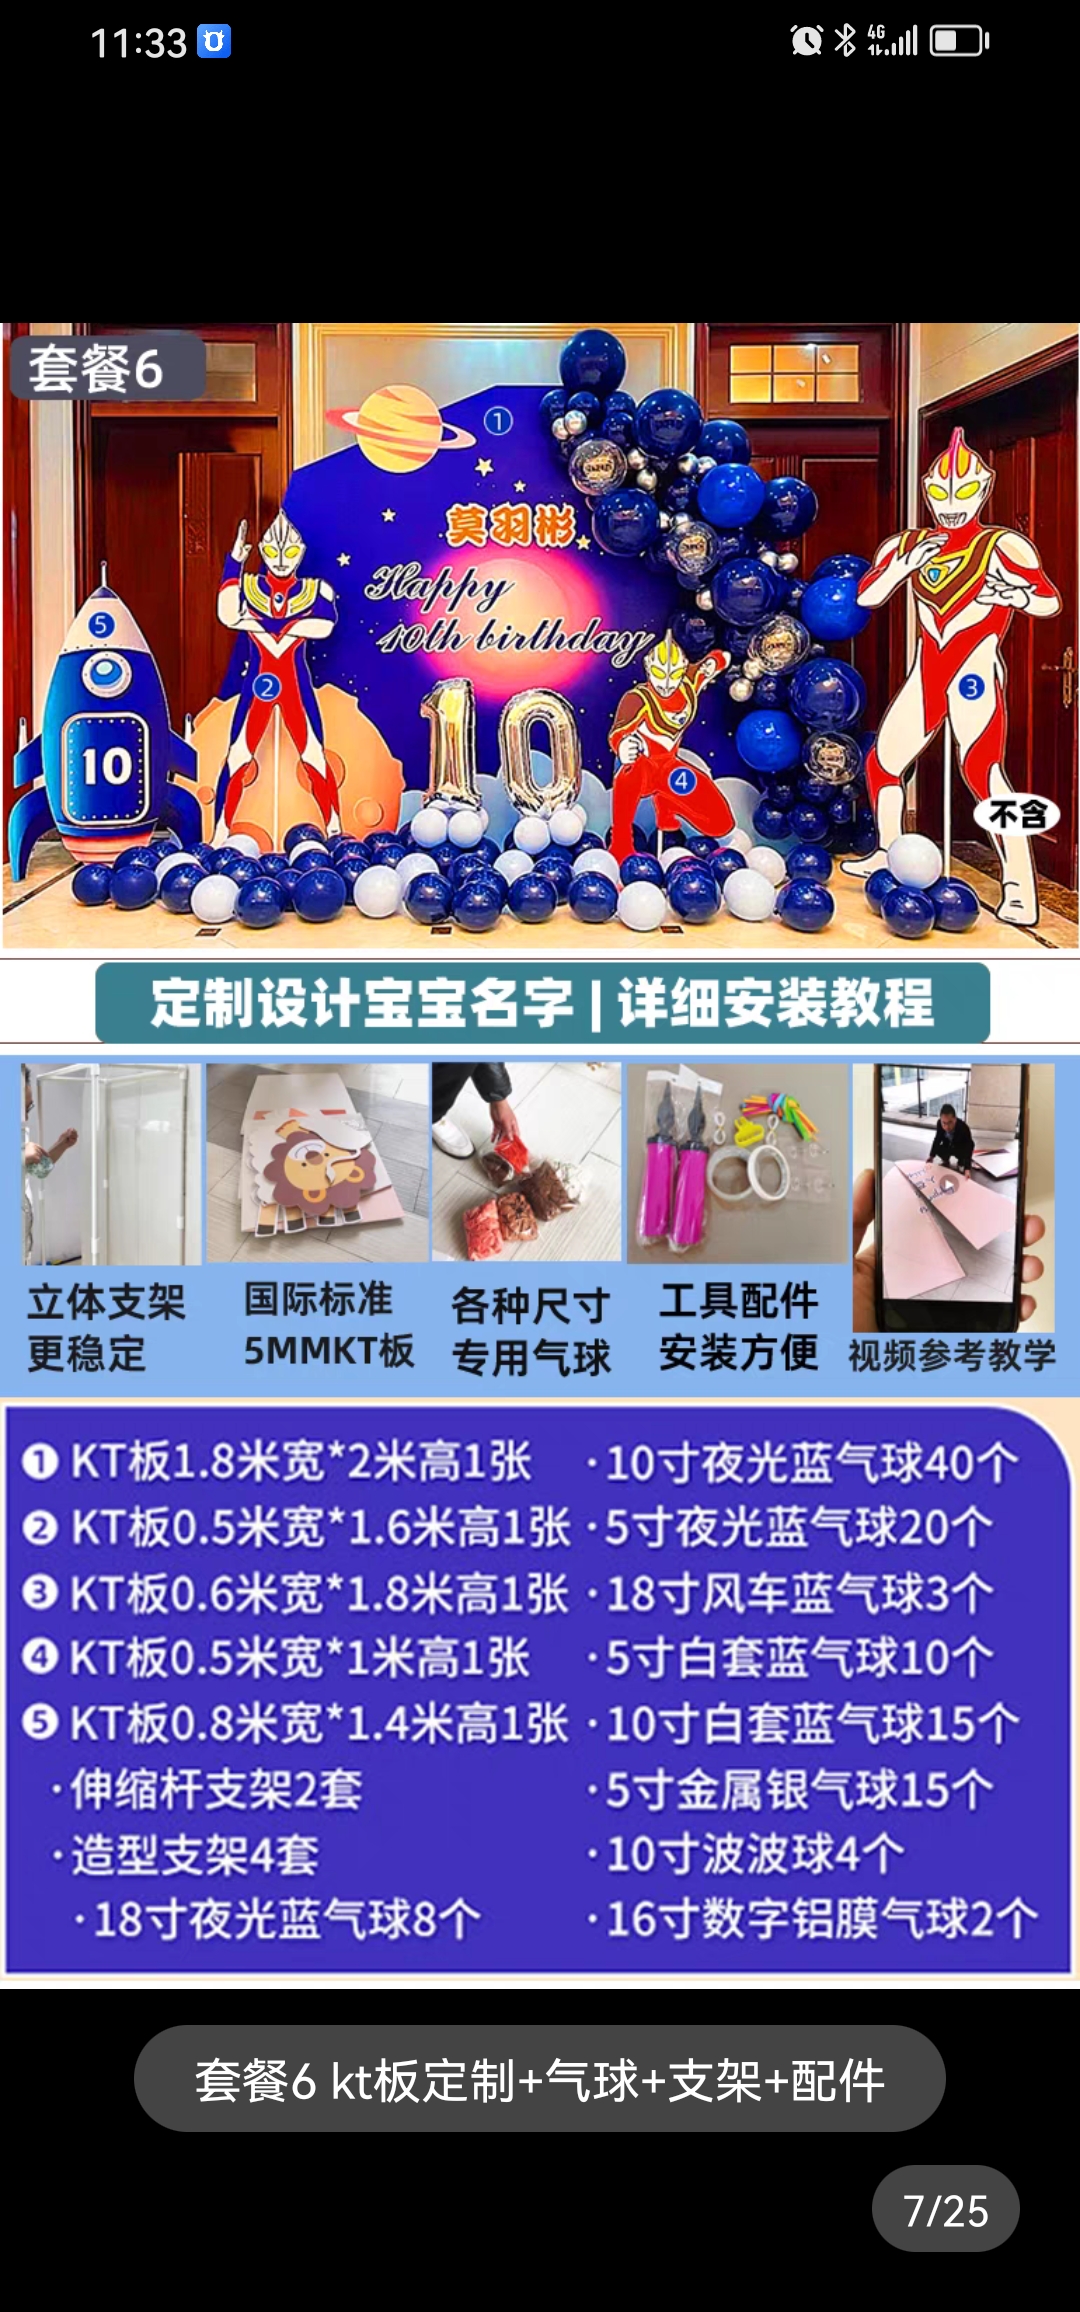 11:33
4G
套餐6
①
莫羽彬
Happy
10th birthday
⑤
②
③
④
10
10
不含
定制设计宝宝名字 | 详细安装教程
立体支架
更稳定
国际标准
5MMKT板
各种尺寸
专用气球
工具配件
安装方便
视频参考教学
❶ KT板1.8米宽*2米高1张
❷ KT板0.5米宽*1.6米高1张
❸ KT板0.6米宽*1.8米高1张
❹ KT板0.5米宽*1米高1张
❺ KT板0.8米宽*1.4米高1张
·伸缩杆支架2套
·造型支架4套
·18寸夜光蓝气球8个
·10寸夜光蓝气球40个
·5寸夜光蓝气球20个
·18寸风车蓝气球3个
·5寸白套蓝气球10个
·10寸白套蓝气球15个
·5寸金属银气球15个
·10寸波波球4个
·16寸数字铝膜气球2个
套餐6 kt板定制+气球+支架+配件
7/25